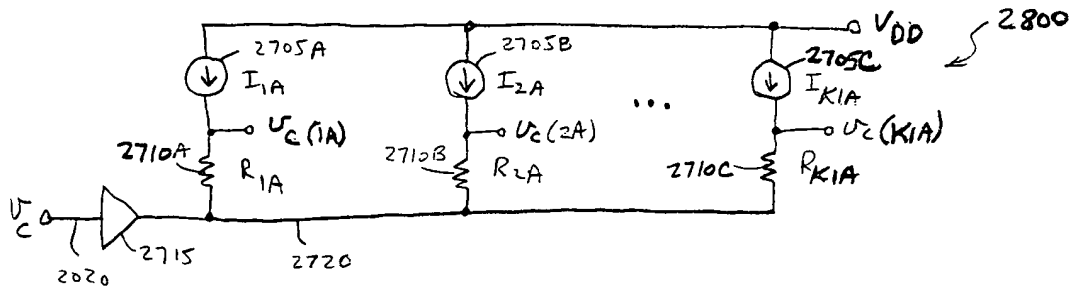 2800
V_DD
2705A
2705B
2705C
I_1A
I_2A
I_K1A
...
v_c(1A)
v_c(2A)
v_c(K1A)
2710A
2710B
2710C
R_1A
R_2A
R_K1A
v_c
2020
2715
2720